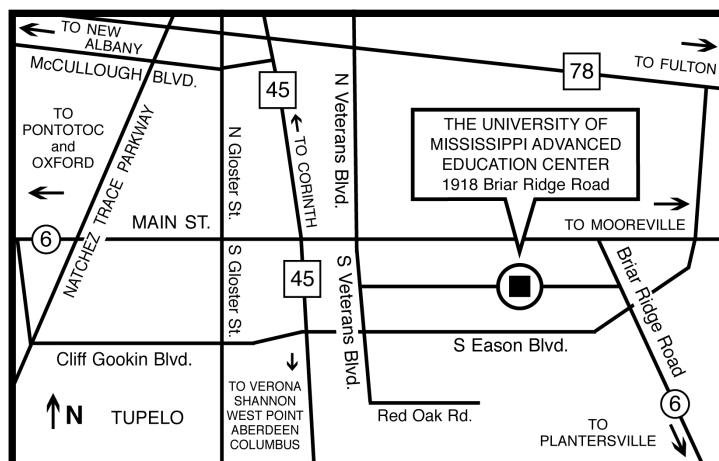 TO NEW
ALBANY
McCULLOUGH BLVD.
45
78
TO FULTON
TO
PONTOTOC
and
OXFORD
NATCHEZ TRACE PARKWAY
N Gloster St.
TO CORINTH
N Veterans Blvd.
THE UNIVERSITY OF
MISSISSIPPI ADVANCED
EDUCATION CENTER
1918 Briar Ridge Road
TO MOOREVILLE
6
MAIN ST.
S Gloster St.
45
S Veterans Blvd.
Briar Ridge Road
Cliff Gookin Blvd.
S Eason Blvd.
N
TUPELO
TO VERONA
SHANNON
WEST POINT
ABERDEEN
COLUMBUS
Red Oak Rd.
6
TO
PLANTERSVILLE